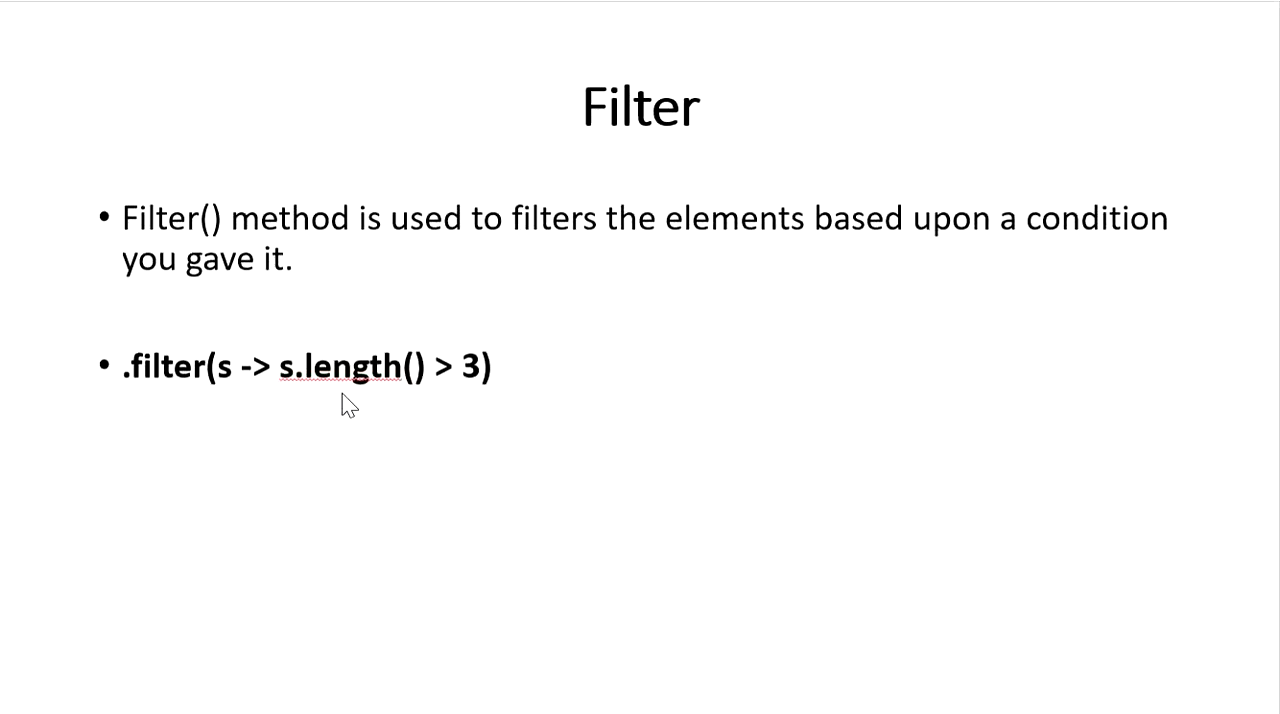 Filter
• Filter() method is used to filters the elements based upon a condition
you gave it.
• .filter(s -> s.length() > 3)